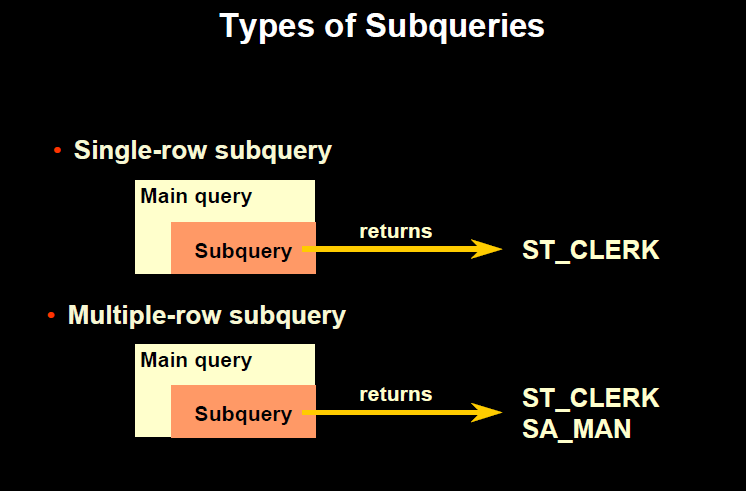 Types of Subqueries
• Single-row subquery
Main query
Subquery
returns
ST_CLERK
• Multiple-row subquery
Main query
Subquery
returns
ST_CLERK
SA_MAN